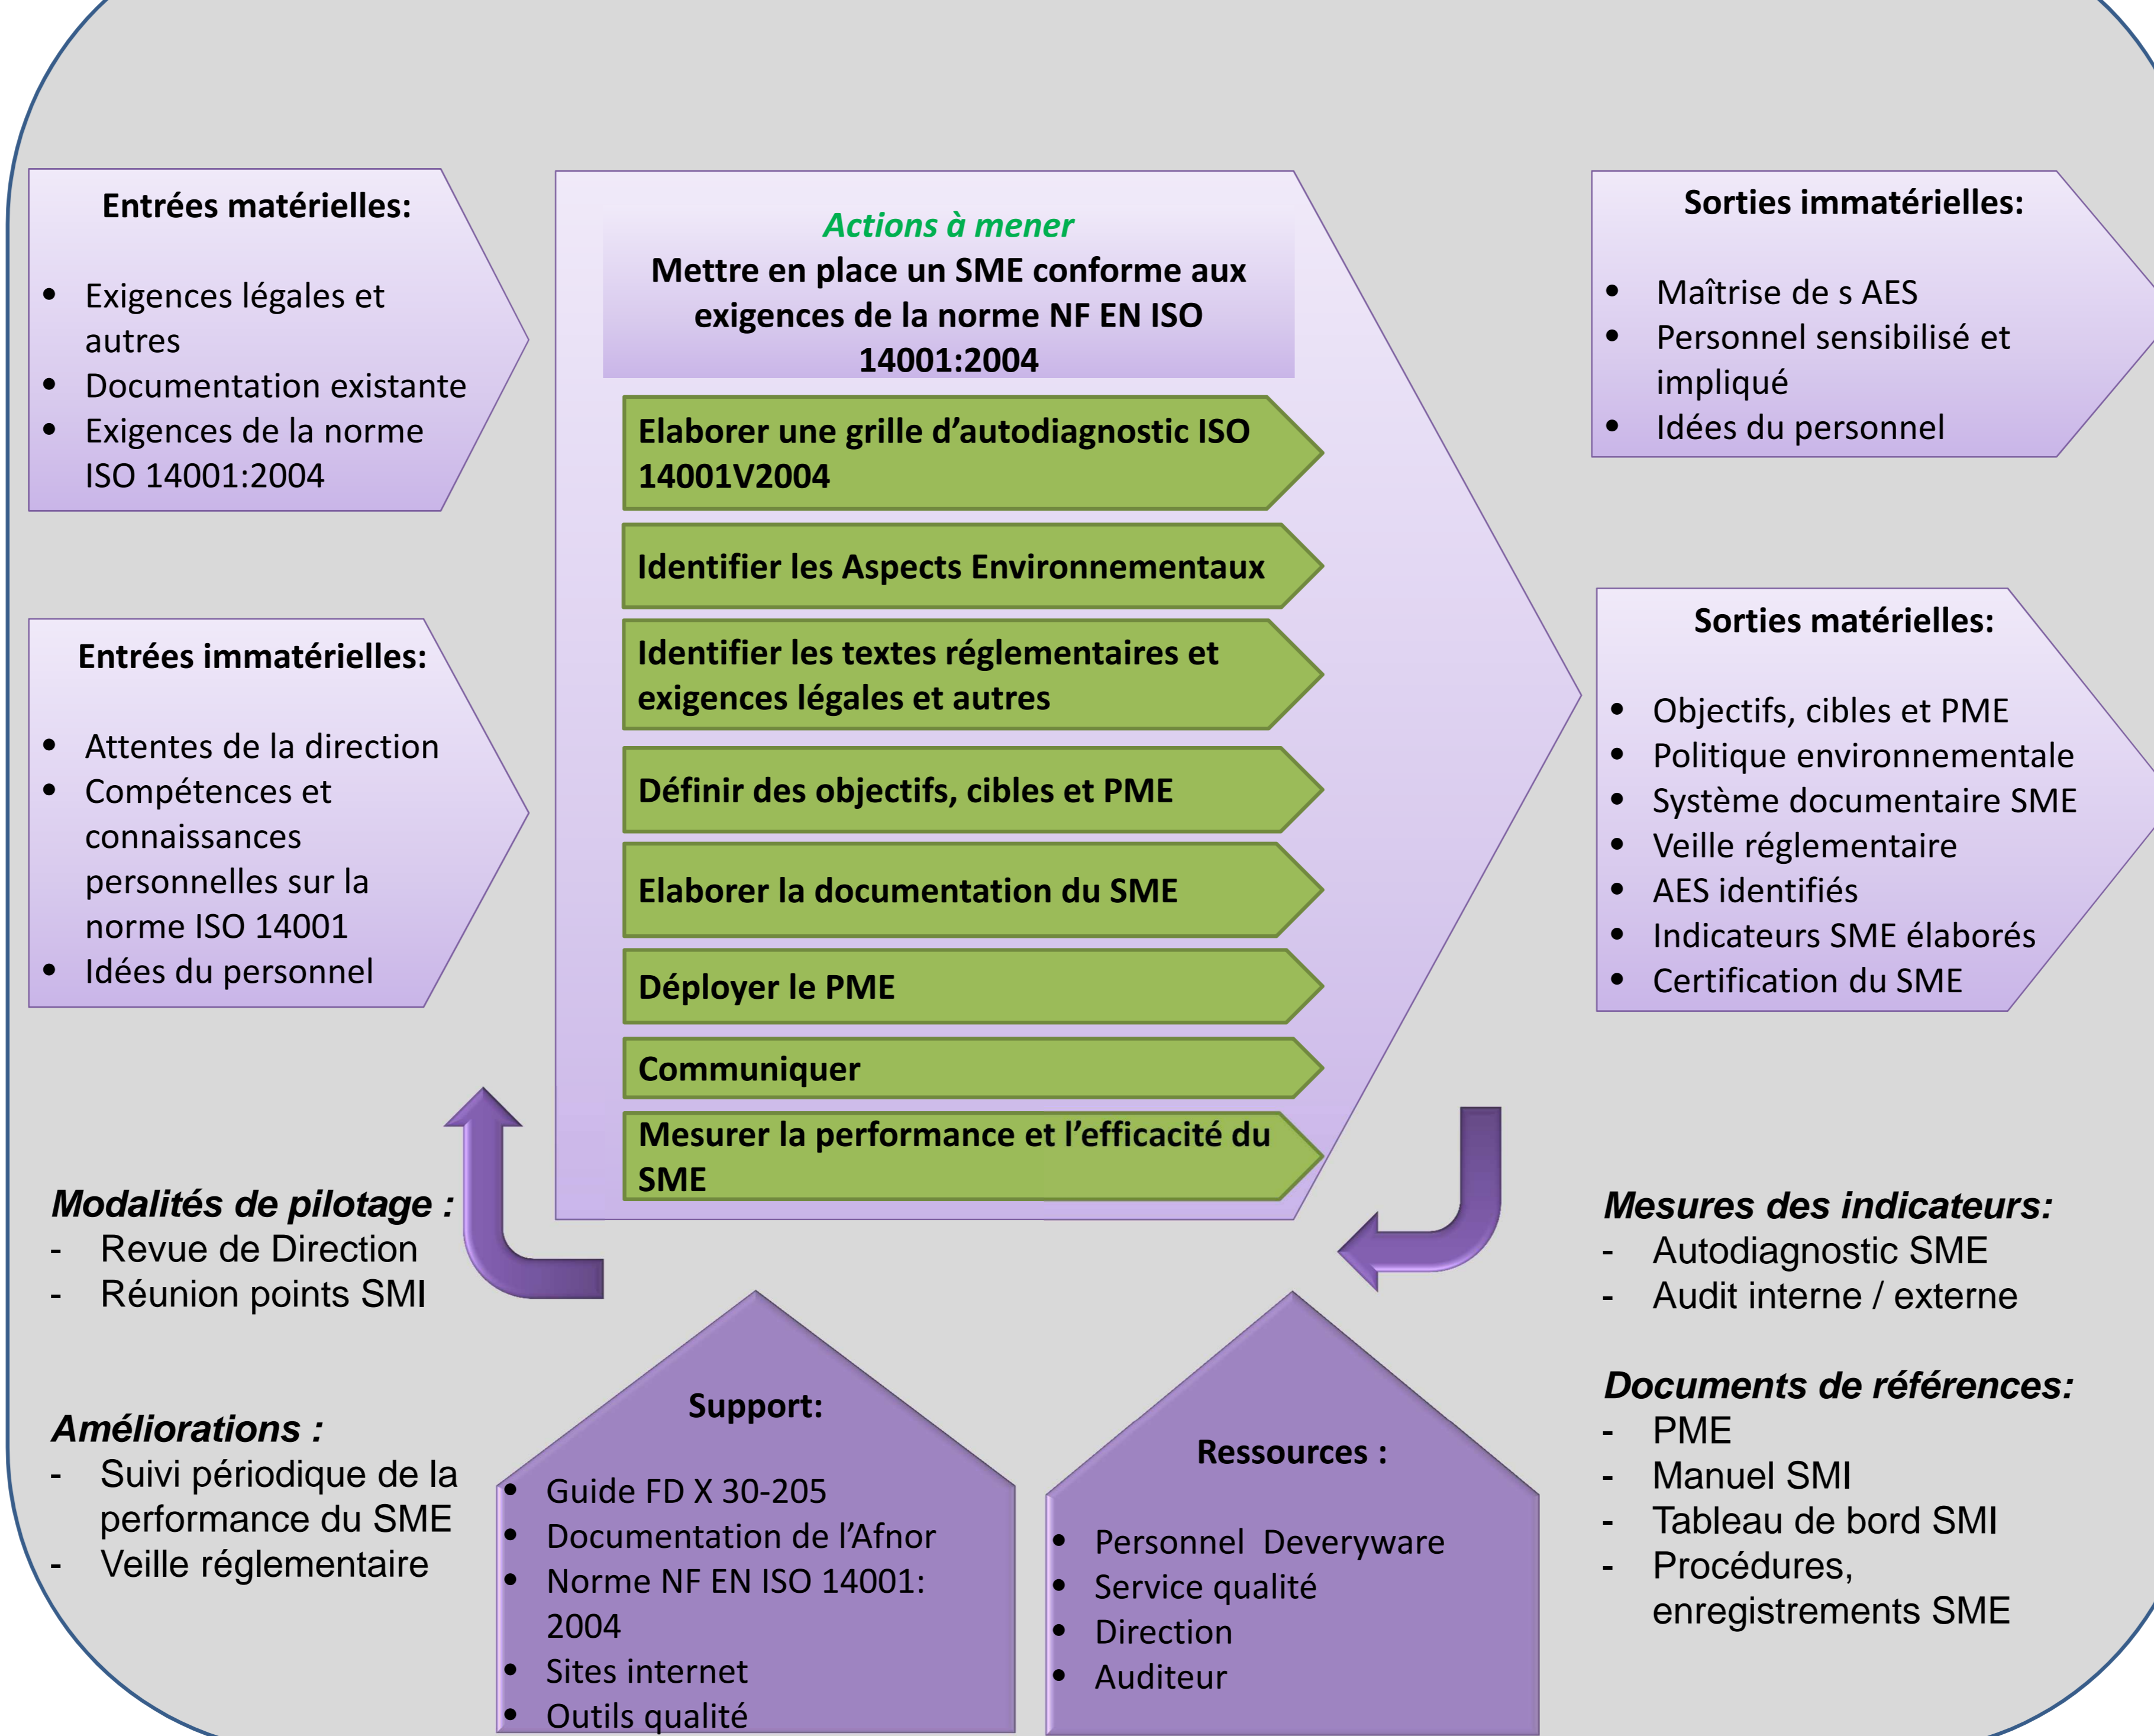 Entrées matérielles:
• Exigences légales et
autres
• Documentation existante
• Exigences de la norme
ISO 14001:2004
Entrées immatérielles:
• Attentes de la direction
• Compétences et
connaissances
personnelles sur la
norme ISO 14001
• Idées du personnel
Actions à mener
Mettre en place un SME conforme aux
exigences de la norme NF EN ISO
14001:2004
Elaborer une grille d’autodiagnostic ISO
14001V2004
Identifier les Aspects Environnementaux
Identifier les textes réglementaires et
exigences légales et autres
Définir des objectifs, cibles et PME
Elaborer la documentation du SME
Déployer le PME
Communiquer
Mesurer la performance et l’efficacité du
SME
Sorties immatérielles:
• Maîtrise de s AES
• Personnel sensibilisé et
impliqué
• Idées du personnel
Sorties matérielles:
• Objectifs, cibles et PME
• Politique environnementale
• Système documentaire SME
• Veille réglementaire
• AES identifiés
• Indicateurs SME élaborés
• Certification du SME
Modalités de pilotage :
- Revue de Direction
- Réunion points SMI
Améliorations :
- Suivi périodique de la
performance du SME
- Veille réglementaire
Support:
• Guide FD X 30-205
• Documentation de l’Afnor
• Norme NF EN ISO 14001:
2004
• Sites internet
• Outils qualité
Ressources :
• Personnel Deveryware
• Service qualité
• Direction
• Auditeur
Mesures des indicateurs:
- Autodiagnostic SME
- Audit interne / externe
Documents de références:
- PME
- Manuel SMI
- Tableau de bord SMI
- Procédures,
enregistrements SME